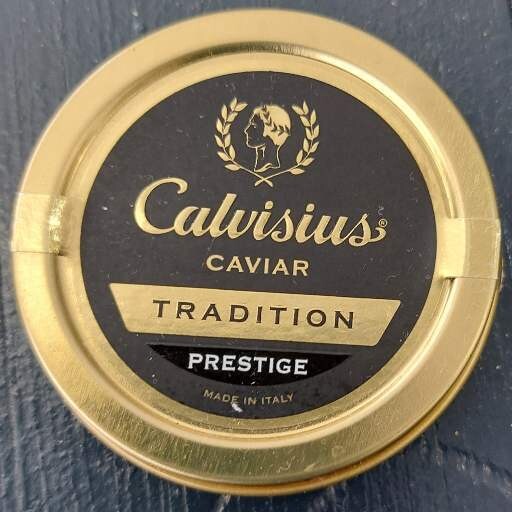 Calvisius®
CAVIAR
TRADITION
PRESTIGE
MADE IN ITALY